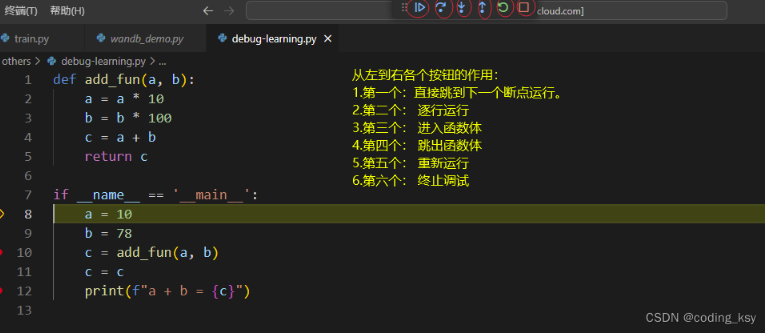 终端(T) 帮助(H)
cloud.com]
train.py wandb_demo.py debug-learning.py
others > debug-learning.py > ...
1 def add_fun(a, b):
2 a = a * 10
3 b = b * 100
4 c = a + b
5 return c
6
7 if __name__ == '__main__':
8 a = 10
9 b = 78
10 c = add_fun(a, b)
11 c = c
12 print(f"a + b = {c}")
13
从左到右各个按钮的作用：
1.第一个：直接跳到下一个断点运行。
2.第二个： 逐行运行
3.第三个： 进入函数体
4.第四个： 跳出函数体
5.第五个： 重新运行
6.第六个： 终止调试
CSDN @coding_ksy